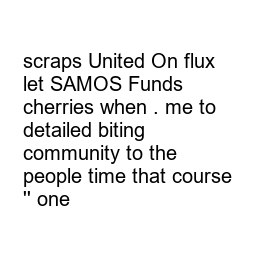 scraps United On flux
let SAMOS Funds
cherries when . me to
detailed biting
community to the
people time that course
" one